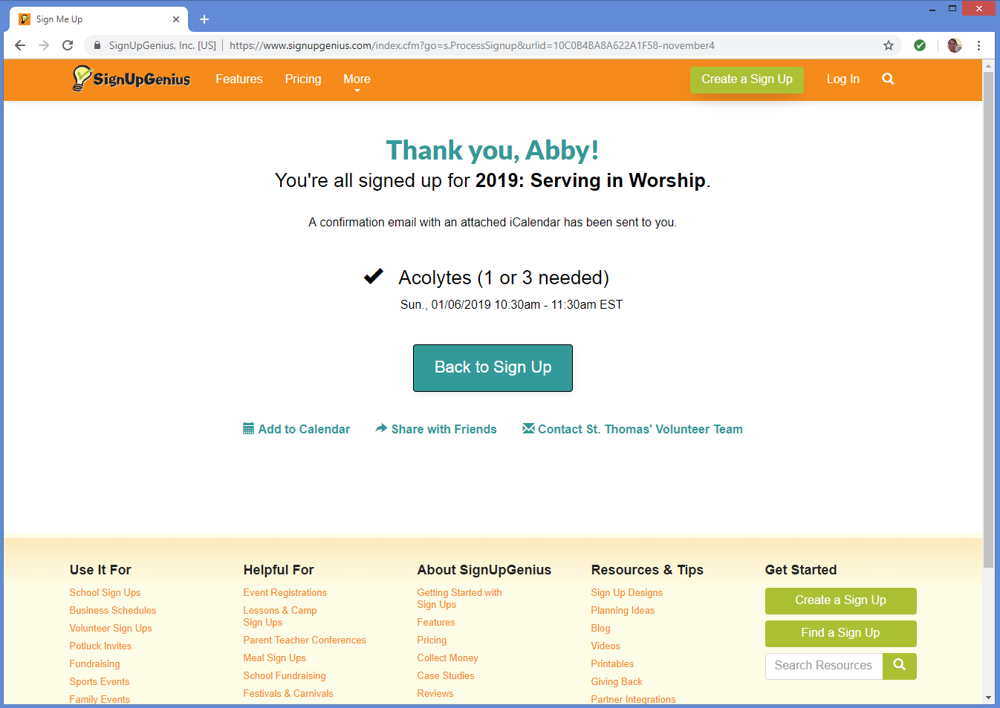 Sign Me Up
SignUpGenius, Inc. [US] | https://www.signupgenius.com/index.cfm?go=s.ProcessSignup&urlid=10C0B4BA8A622A1F58-november4
SignUpGenius Features Pricing More Create a Sign Up Log In
Thank you, Abby!
You're all signed up for 2019: Serving in Worship.
A confirmation email with an attached iCalendar has been sent to you.
Acolytes (1 or 3 needed)
Sun., 01/06/2019 10:30am - 11:30am EST
Back to Sign Up
Add to Calendar Share with Friends Contact St. Thomas' Volunteer Team
Use It For
School Sign Ups
Business Schedules
Volunteer Sign Ups
Potluck Invites
Fundraising
Sports Events
Family Events
Helpful For
Event Registrations
Lessons & Camp
Sign Ups
Parent Teacher Conferences
Meal Sign Ups
School Fundraising
Festivals & Carnivals
About SignUpGenius
Getting Started with
Sign Ups
Features
Pricing
Collect Money
Case Studies
Reviews
Resources & Tips
Sign Up Designs
Planning Ideas
Blog
Videos
Printables
Giving Back
Partner Integrations
Get Started
Create a Sign Up
Find a Sign Up
Search Resources